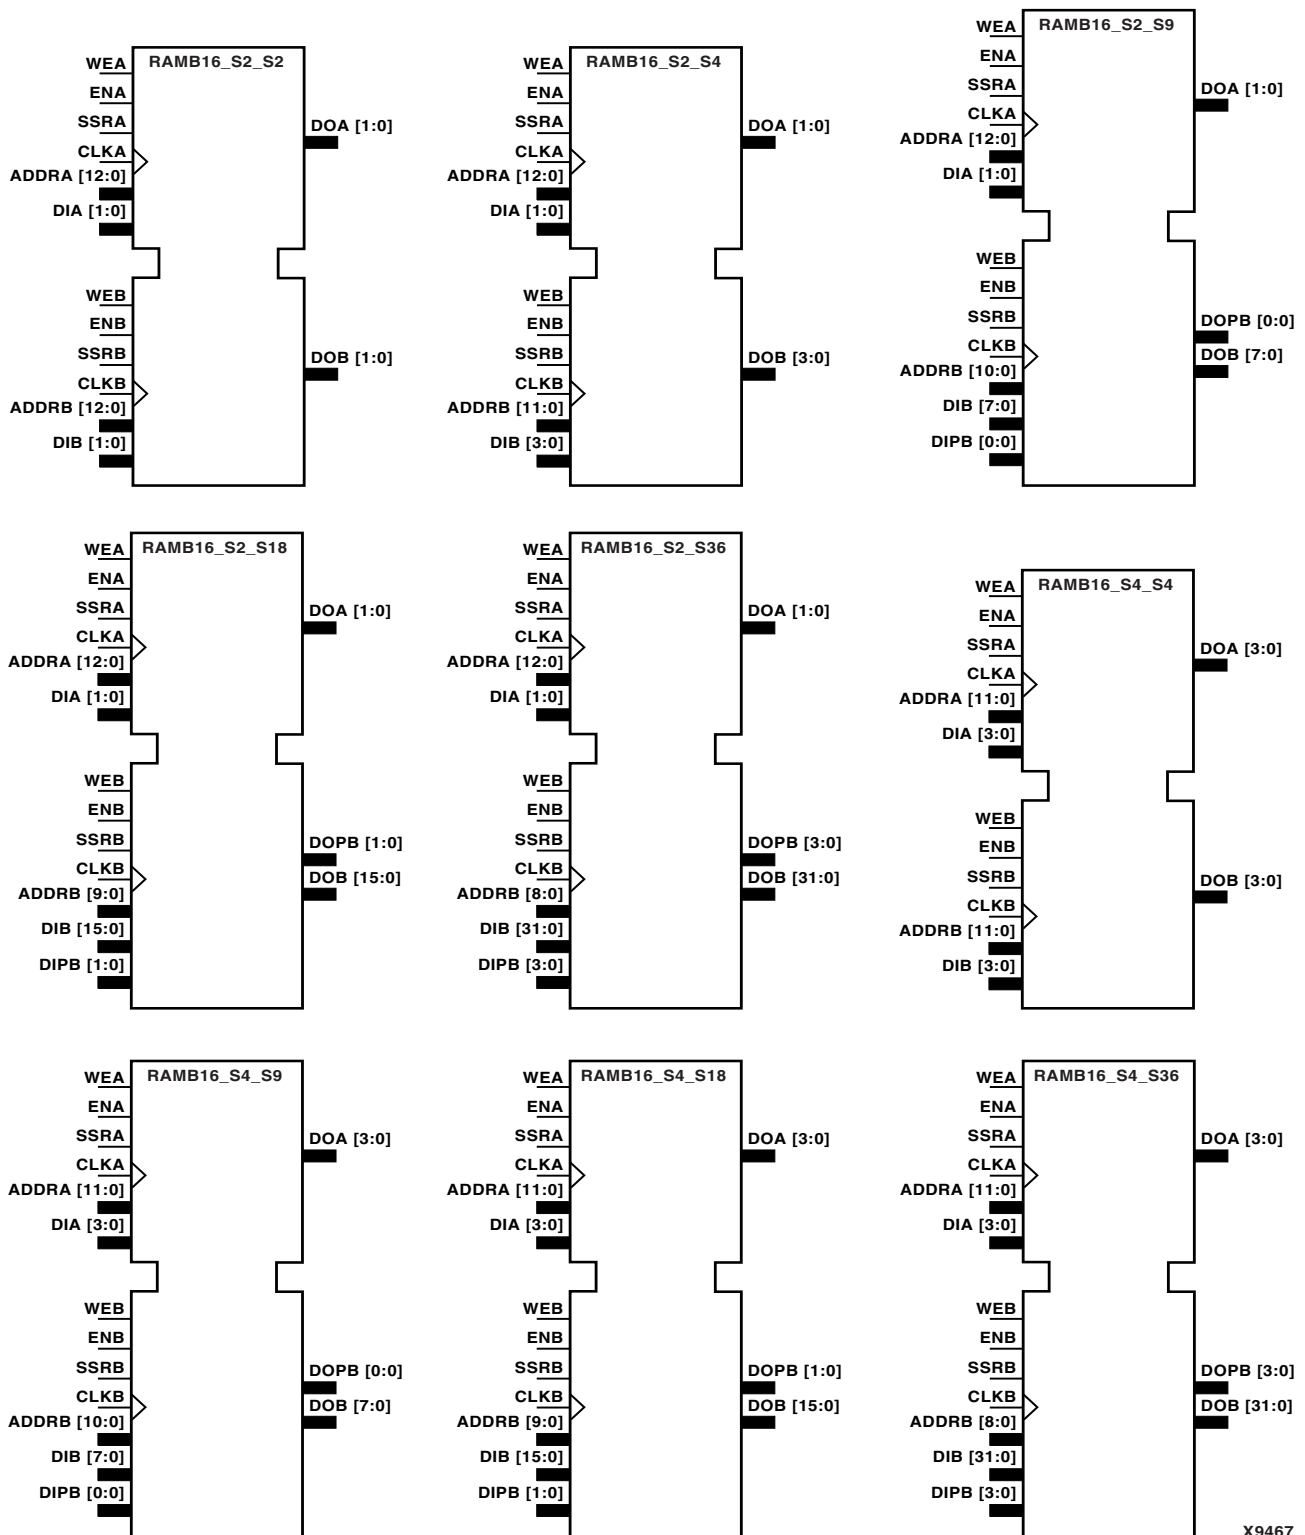 RAMB16_S2_S2
WEA
ENA
SSRA
CLKA
ADDRA [12:0]
DIA [1:0]
DOA [1:0]
WEB
ENB
SSRB
CLKB
ADDRB [12:0]
DIB [1:0]
DOB [1:0]
RAMB16_S2_S4
WEA
ENA
SSRA
CLKA
ADDRA [12:0]
DIA [1:0]
DOA [1:0]
WEB
ENB
SSRB
CLKB
ADDRB [11:0]
DIB [3:0]
DOB [3:0]
RAMB16_S2_S9
WEA
ENA
SSRA
CLKA
ADDRA [12:0]
DIA [1:0]
DOA [1:0]
WEB
ENB
SSRB
CLKB
ADDRB [10:0]
DIB [7:0]
DIPB [0:0]
DOPB [0:0]
DOB [7:0]
RAMB16_S2_S18
WEA
ENA
SSRA
CLKA
ADDRA [12:0]
DIA [1:0]
DOA [1:0]
WEB
ENB
SSRB
CLKB
ADDRB [9:0]
DIB [15:0]
DIPB [1:0]
DOPB [1:0]
DOB [15:0]
RAMB16_S2_S36
WEA
ENA
SSRA
CLKA
ADDRA [12:0]
DIA [1:0]
DOA [1:0]
WEB
ENB
SSRB
CLKB
ADDRB [8:0]
DIB [31:0]
DIPB [3:0]
DOPB [3:0]
DOB [31:0]
RAMB16_S4_S4
WEA
ENA
SSRA
CLKA
ADDRA [11:0]
DIA [3:0]
DOA [3:0]
WEB
ENB
SSRB
CLKB
ADDRB [11:0]
DIB [3:0]
DOB [3:0]
RAMB16_S4_S9
WEA
ENA
SSRA
CLKA
ADDRA [11:0]
DIA [3:0]
DOA [3:0]
WEB
ENB
SSRB
CLKB
ADDRB [10:0]
DIB [7:0]
DIPB [0:0]
DOPB [0:0]
DOB [7:0]
RAMB16_S4_S18
WEA
ENA
SSRA
CLKA
ADDRA [11:0]
DIA [3:0]
DOA [3:0]
WEB
ENB
SSRB
CLKB
ADDRB [9:0]
DIB [15:0]
DIPB [1:0]
DOPB [1:0]
DOB [15:0]
RAMB16_S4_S36
WEA
ENA
SSRA
CLKA
ADDRA [11:0]
DIA [3:0]
DOA [3:0]
WEB
ENB
SSRB
CLKB
ADDRB [8:0]
DIB [31:0]
DIPB [3:0]
DOPB [3:0]
DOB [31:0]
X9467